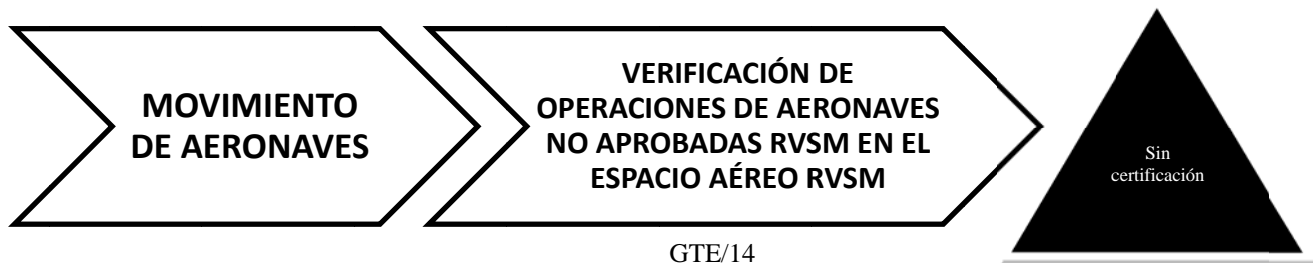 MOVIMIENTO
DE AERONAVES
VERIFICACIÓN DE
OPERACIONES DE AERONAVES
NO APROBADAS RVSM EN EL
ESPACIO AÉREO RVSM
Sin
certificación
GTE/14